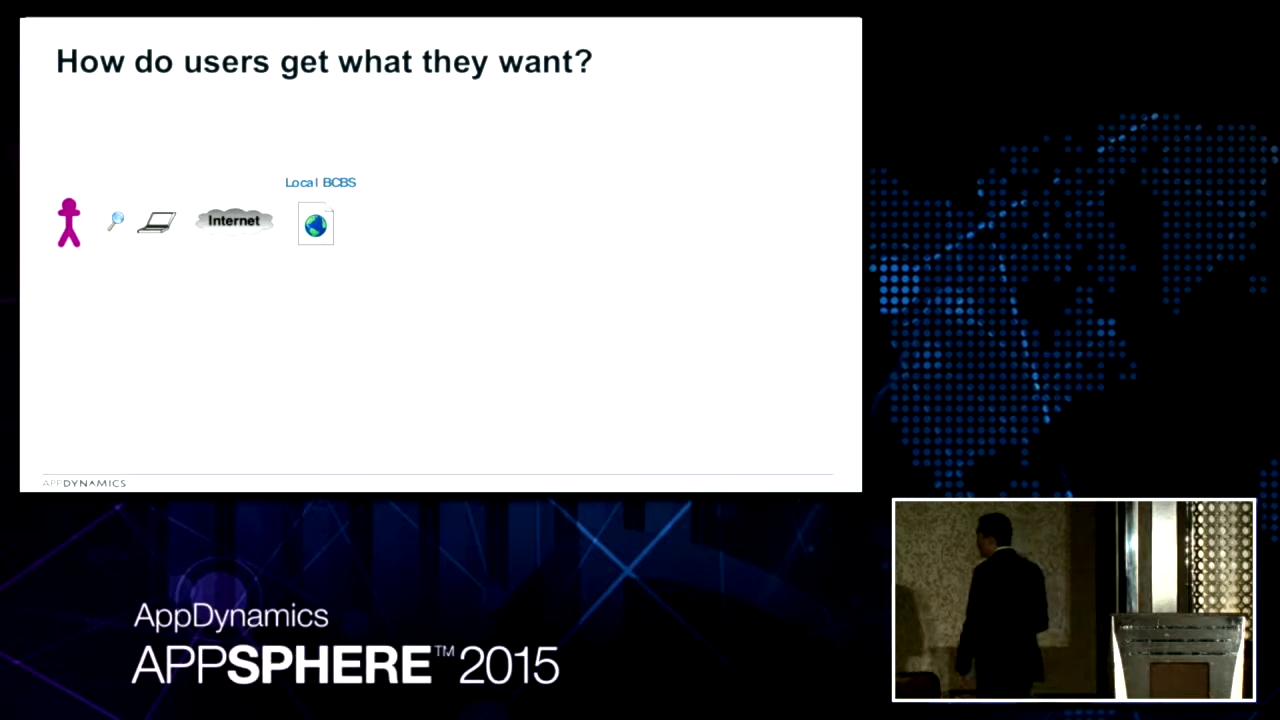 How do users get what they want?
Local BCBS
Internet
APPDYNAMICS
AppDynamics
APPSPHERE™ 2015